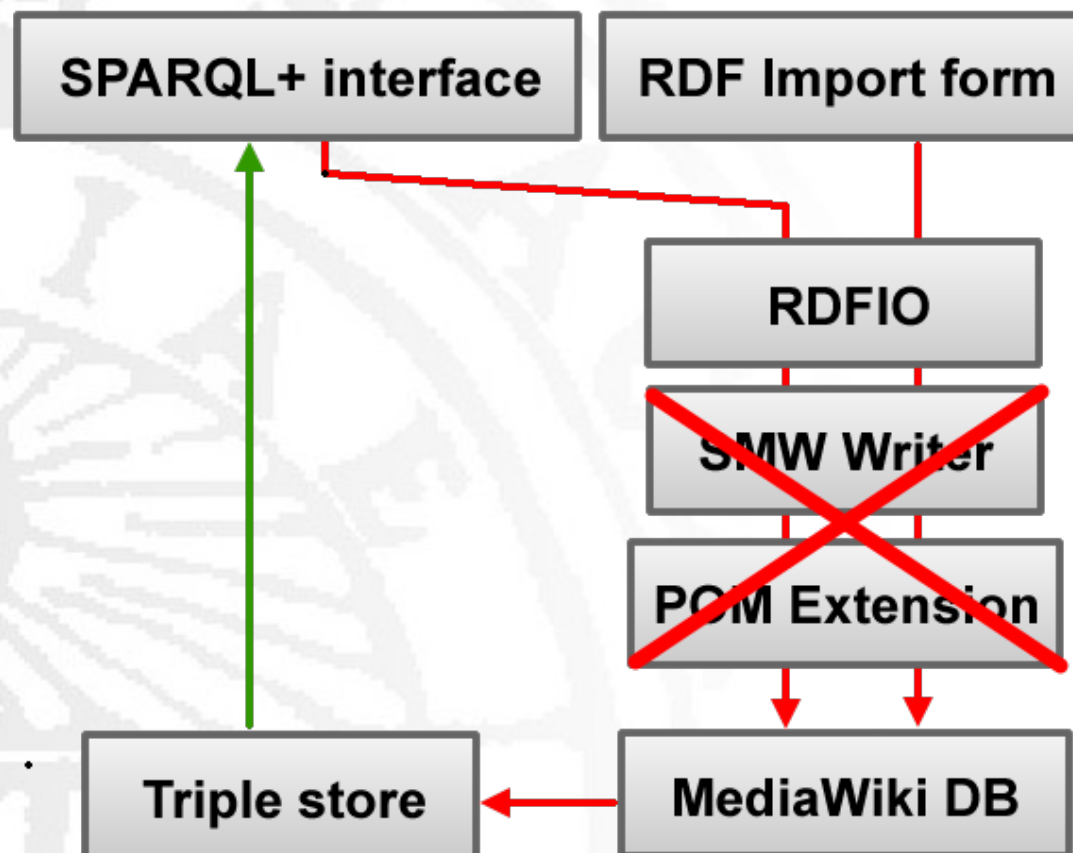 SPARQL+ interface
RDF Import form
RDFIO
SMW Writer
POM Extension
Triple store
MediaWiki DB